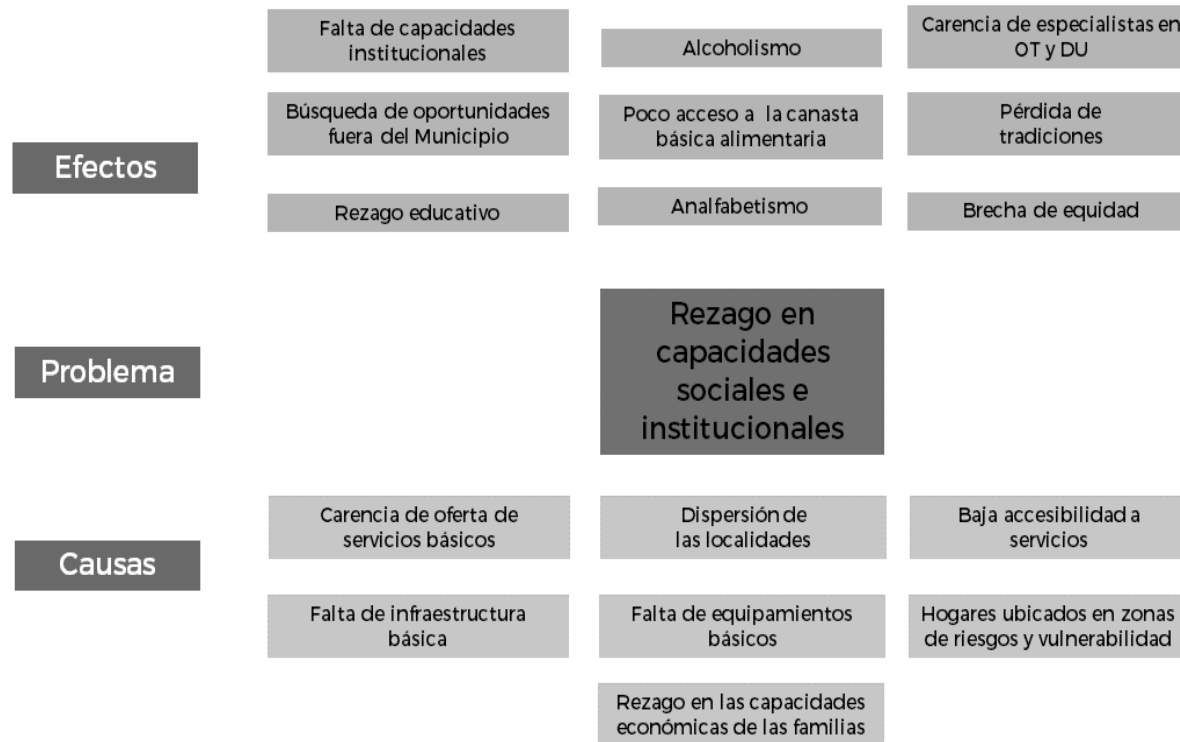 Falta de capacidades
institucionales
Alcoholismo
Carencia de especialistas en
OT y DU
Búsqueda de oportunidades
fuera del Municipio
Poco acceso a la canasta
básica alimentaria
Pérdida de
tradiciones
Efectos
Rezago educativo
Analfabetismo
Brecha de equidad
Problema
Rezago en
capacidades
sociales e
institucionales
Carencia de oferta de
servicios básicos
Dispersión de
las localidades
Baja accesibilidad a
servicios
Causas
Falta de infraestructura
básica
Falta de equipamientos
básicos
Hogares ubicados en zonas
de riesgos y vulnerabilidad
Rezago en las capacidades
económicas de las familias